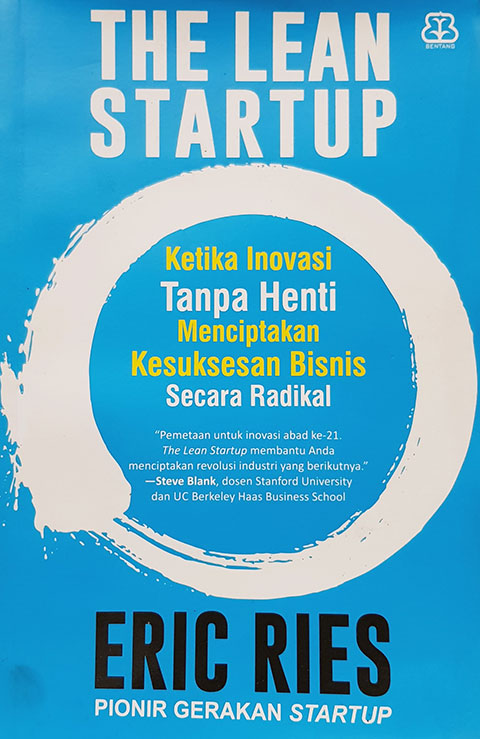 THE LEAN
STARTUP
BENTANG
Ketika Inovasi
Tanpa Henti
Menciptakan
Kesuksesan Bisnis
Secara Radikal
“Pemetaan untuk inovasi abad ke-21.
The Lean Startup membantu Anda
menciptakan revolusi industri yang berikutnya.”
—Steve Blank, dosen Stanford University
dan UC Berkeley Haas Business School
ERIC RIES
PIONIR GERAKAN STARTUP